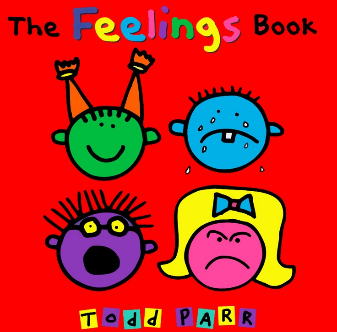 The Feelings Book
Todd PARR